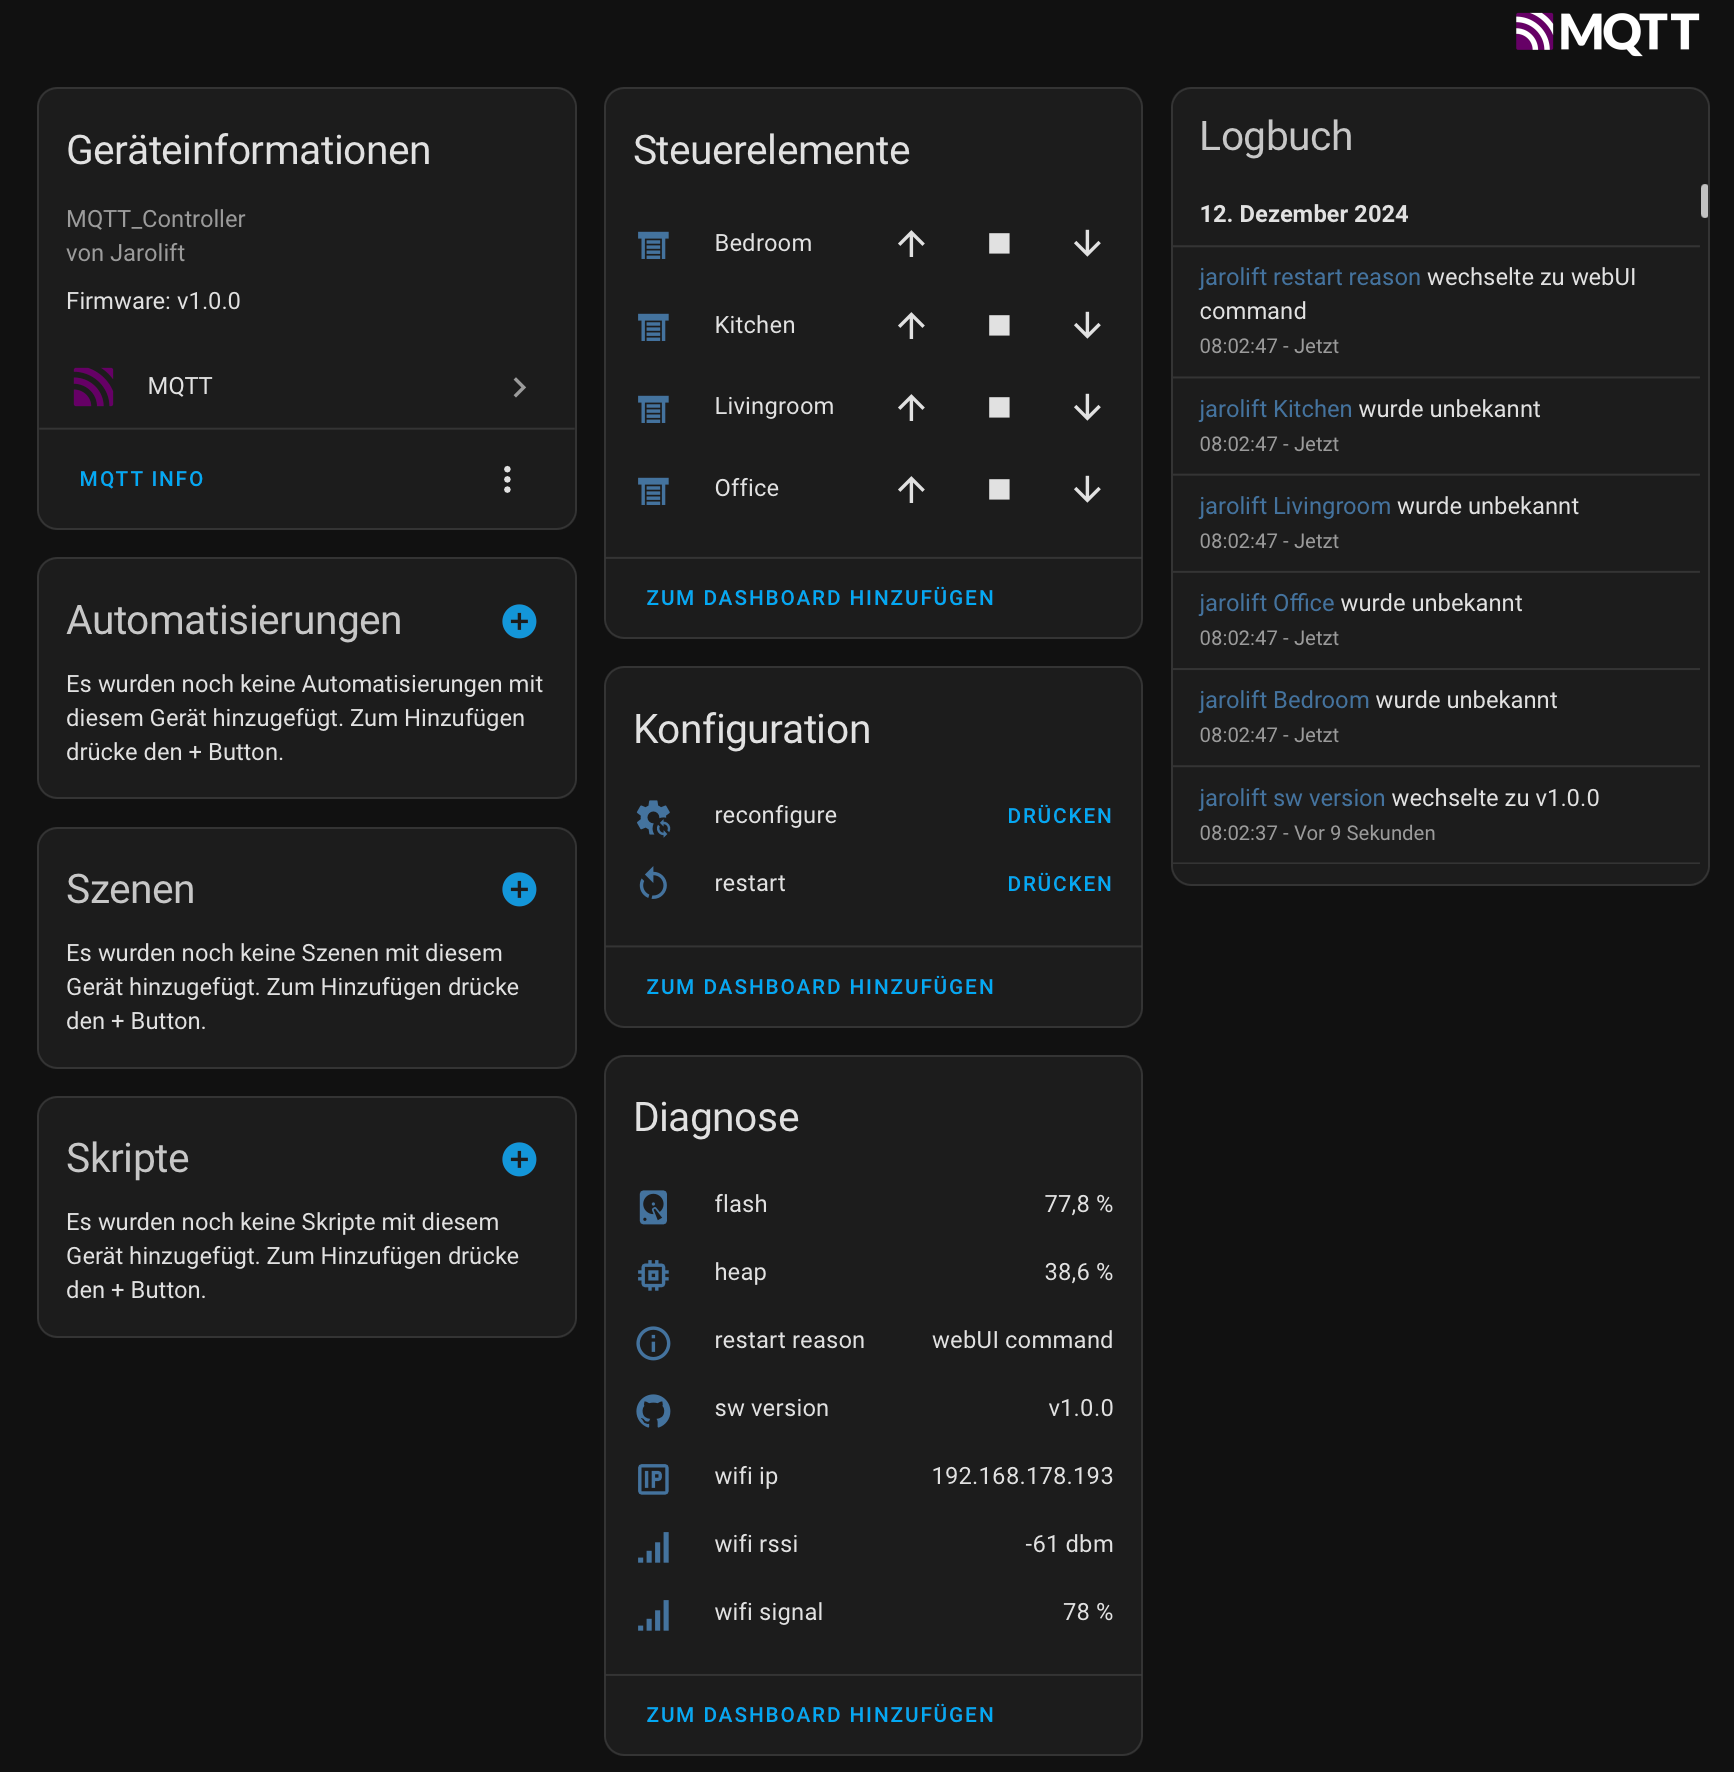 MQTT
Geräteinformationen
MQTT_Controller
von Jarolift
Firmware: v1.0.0
MQTT
MQTT INFO
Automatisierungen
Es wurden noch keine Automatisierungen mit
diesem Gerät hinzugefügt. Zum Hinzufügen
drücke den + Button.
Szenen
Es wurden noch keine Szenen mit diesem
Gerät hinzugefügt. Zum Hinzufügen drücke
den + Button.
Skripte
Es wurden noch keine Skripte mit diesem
Gerät hinzugefügt. Zum Hinzufügen drücke
den + Button.
Steuerelemente
Bedroom
Kitchen
Livingroom
Office
ZUM DASHBOARD HINZUFÜGEN
Konfiguration
reconfigure DRÜCKEN
restart DRÜCKEN
ZUM DASHBOARD HINZUFÜGEN
Diagnose
flash 77,8 %
heap 38,6 %
restart reason webUI command
sw version v1.0.0
IP wifi ip 192.168.178.193
wifi rssi -61 dbm
wifi signal 78 %
ZUM DASHBOARD HINZUFÜGEN
Logbuch
12. Dezember 2024
jarolift restart reason wechselte zu webUI
command
08:02:47 - Jetzt
jarolift Kitchen wurde unbekannt
08:02:47 - Jetzt
jarolift Livingroom wurde unbekannt
08:02:47 - Jetzt
jarolift Office wurde unbekannt
08:02:47 - Jetzt
jarolift Bedroom wurde unbekannt
08:02:47 - Jetzt
jarolift sw version wechselte zu v1.0.0
08:02:37 - Vor 9 Sekunden